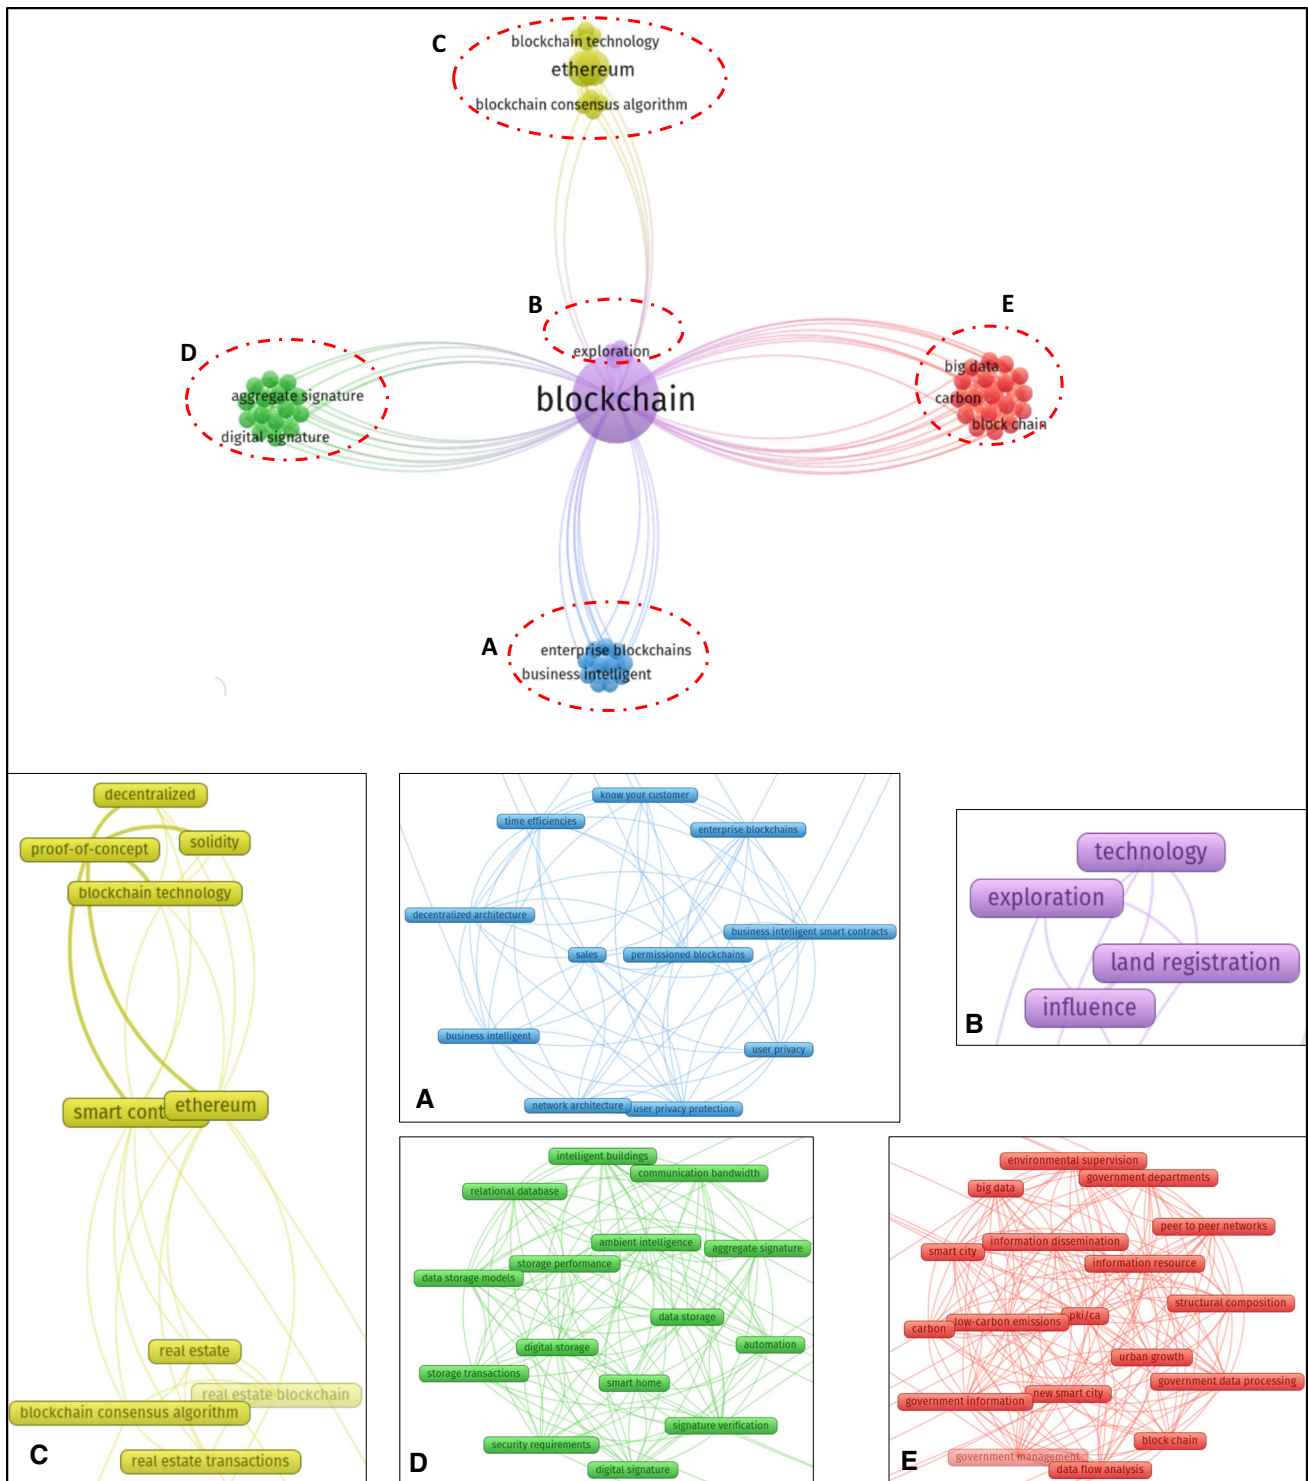 C
blockchain technology
ethereum
blockchain consensus algorithm
B
E
exploration
D
big data
aggregate signature
carbon
blockchain
block chain
digital signature
A
enterprise blockchains
business intelligent
decentralized
proof-of-concept
solidity
blockchain technology
smart cont
ethereum
real estate
real estate blockchain
blockchain consensus algorithm
real estate transactions
C
know your customer
time efficiencies
enterprise blockchains
decentralized architecture
business intelligent smart contracts
sales
permissioned blockchains
business intelligent
user privacy
network architecture
user privacy protection
A
technology
exploration
land registration
influence
B
intelligent buildings
communication bandwidth
relational database
ambient intelligence
aggregate signature
storage performance
data storage models
data storage
digital storage
automation
storage transactions
smart home
signature verification
security requirements
digital signature
D
environmental supervision
government departments
big data
peer to peer networks
information dissemination
smart city
information resource
structural composition
low-carbon emissions
pki/ca
carbon
urban growth
government data processing
new smart city
government information
block chain
government management
data flow analysis
E